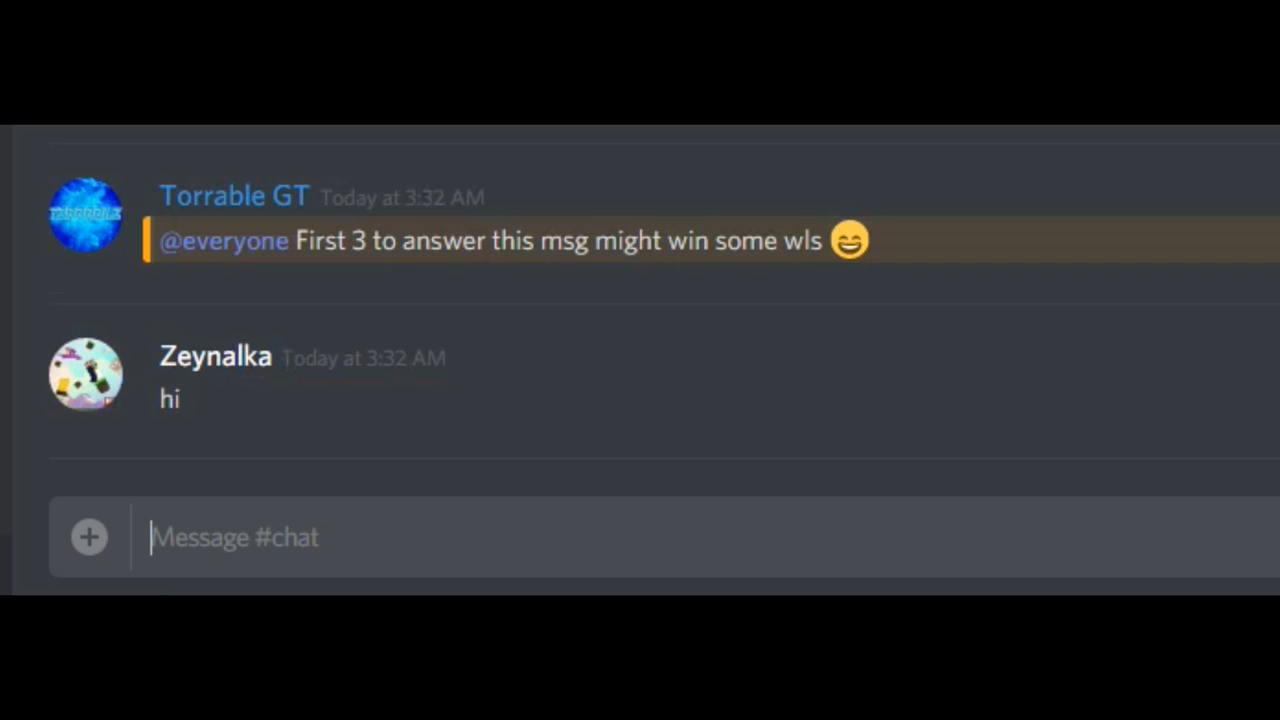 Torrable GT Today at 3:32 AM
@everyone First 3 to answer this msg might win some wls 😄
Zeynalka Today at 3:32 AM
hi
Message #chat